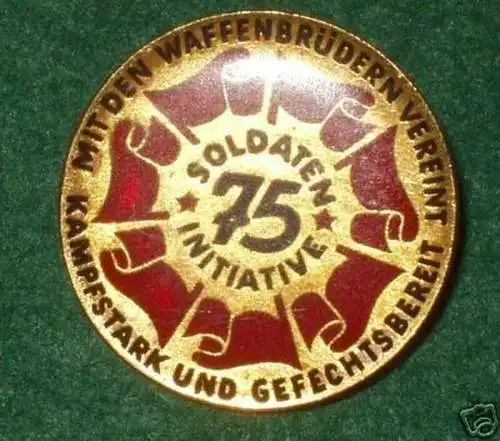 MIT DEN WAFFENBRÜDERN VEREINT
KAMPFSTARK UND GEFECHTSBEREIT
SOLDATEN
75
INITIATIVE